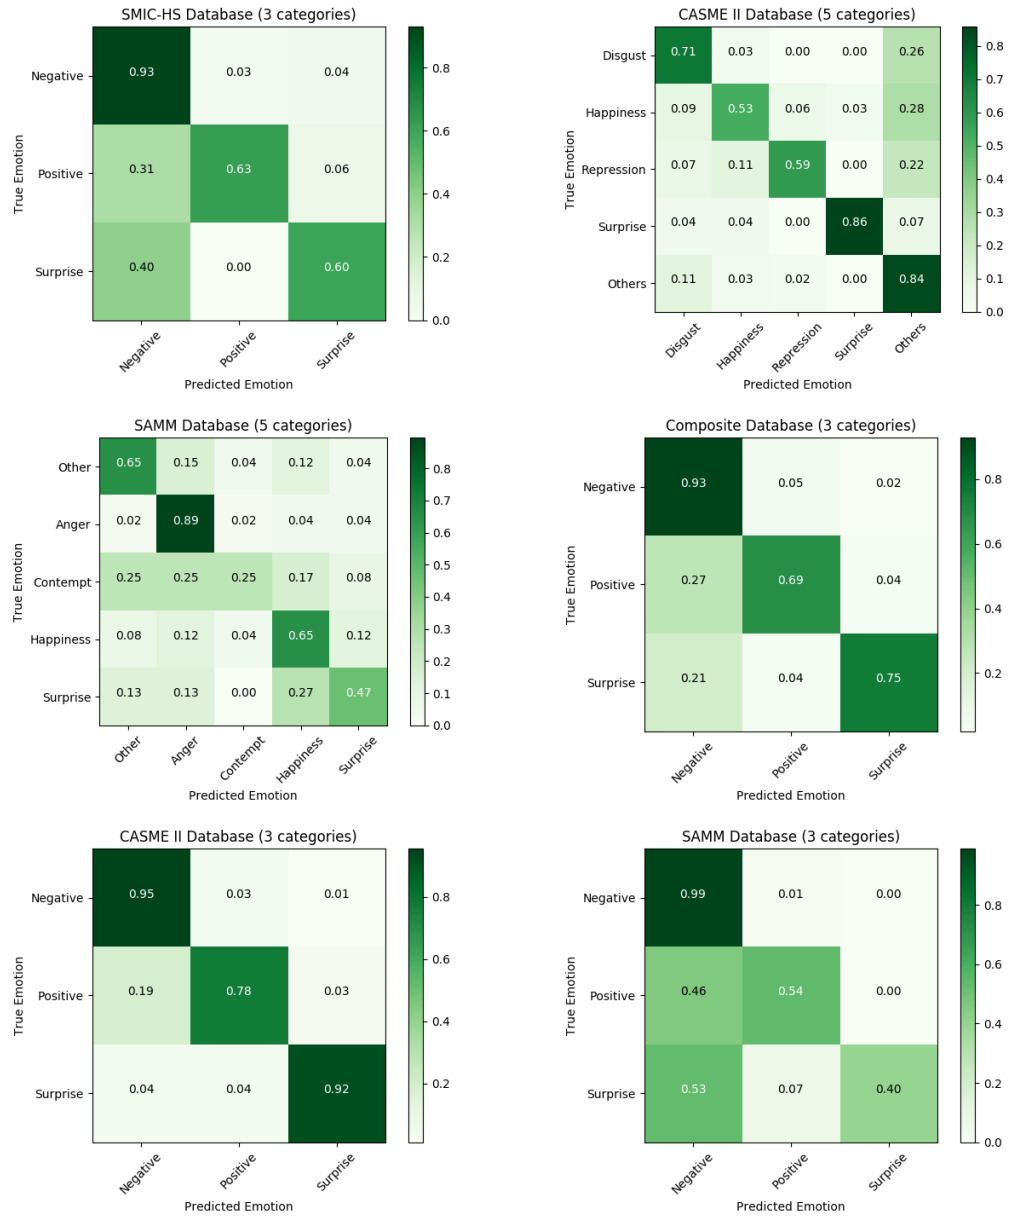 SMIC-HS Database (3 categories)
True Emotion
Negative 0.93 0.03 0.04
Positive 0.31 0.63 0.06
Surprise 0.40 0.00 0.60
Negative Positive Surprise
Predicted Emotion
0.8
0.6
0.4
0.2
0.0
CASME II Database (5 categories)
True Emotion
Disgust 0.71 0.03 0.00 0.00 0.26
Happiness 0.09 0.53 0.06 0.03 0.28
Repression 0.07 0.11 0.59 0.00 0.22
Surprise 0.04 0.04 0.00 0.86 0.07
Others 0.11 0.03 0.02 0.00 0.84
Disgust Happiness Repression Surprise Others
Predicted Emotion
0.8
0.7
0.6
0.5
0.4
0.3
0.2
0.1
0.0
SAMM Database (5 categories)
True Emotion
Other 0.65 0.15 0.04 0.12 0.04
Anger 0.02 0.89 0.02 0.04 0.04
Contempt 0.25 0.25 0.25 0.17 0.08
Happiness 0.08 0.12 0.04 0.65 0.12
Surprise 0.13 0.13 0.00 0.27 0.47
Other Anger Contempt Happiness Surprise
Predicted Emotion
0.8
0.7
0.6
0.5
0.4
0.3
0.2
0.1
0.0
Composite Database (3 categories)
True Emotion
Negative 0.93 0.05 0.02
Positive 0.27 0.69 0.04
Surprise 0.21 0.04 0.75
Negative Positive Surprise
Predicted Emotion
0.8
0.6
0.4
0.2
CASME II Database (3 categories)
True Emotion
Negative 0.95 0.03 0.01
Positive 0.19 0.78 0.03
Surprise 0.04 0.04 0.92
Negative Positive Surprise
Predicted Emotion
0.8
0.6
0.4
0.2
SAMM Database (3 categories)
True Emotion
Negative 0.99 0.01 0.00
Positive 0.46 0.54 0.00
Surprise 0.53 0.07 0.40
Negative Positive Surprise
Predicted Emotion
0.8
0.6
0.4
0.2
0.0